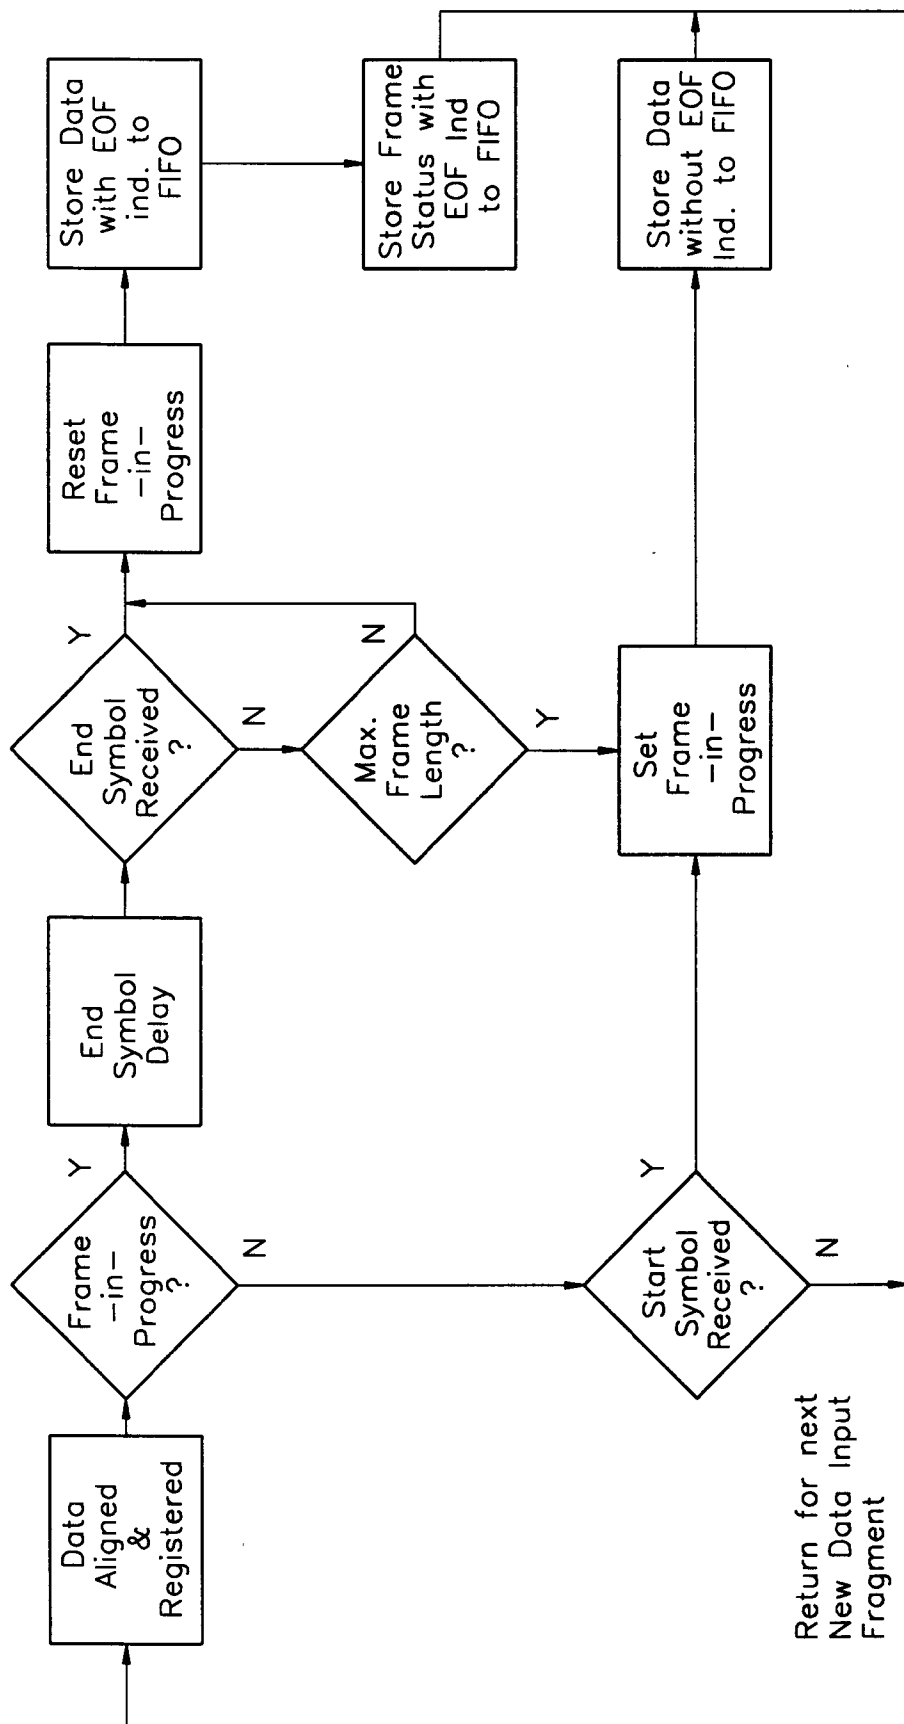 Data
Aligned
&
Registered
Frame
-in-
Progress
?
Y
N
End
Symbol
Delay
End
Symbol
Received
?
Y
N
Reset
Frame
-in-
Progress
Store Data
with EOF
ind. to
FIFO
Max.
Frame
Length
?
N
Y
Store Frame
Status with
EOF Ind
to FIFO
Start
Symbol
Received
?
Y
N
Set
Frame
-in-
Progress
Store Data
without EOF
Ind. to FIFO
Return for next
New Data Input
Fragment